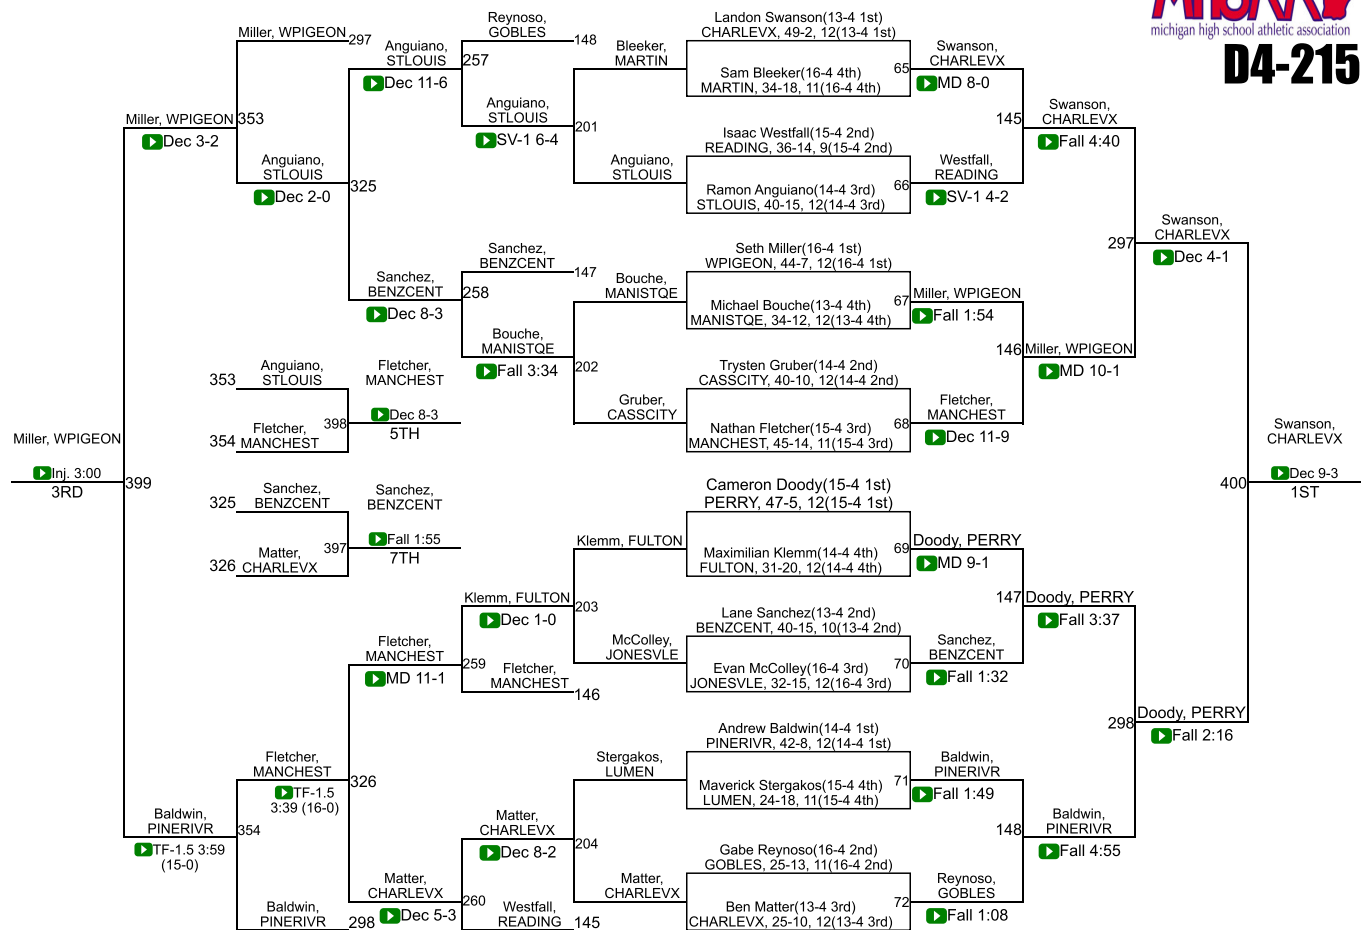 michigan high school athletic association
D4-215
Landon Swanson(13-4 1st)
CHARLEVX, 49-2, 12(13-4 1st)
Sam Bleeker(16-4 4th)
MARTIN, 34-18, 11(16-4 4th)
65
Isaac Westfall(15-4 2nd)
READING, 36-14, 9(15-4 2nd)
Ramon Anguiano(14-4 3rd)
STLOUIS, 40-15, 12(14-4 3rd)
66
Seth Miller(16-4 1st)
WPIGEON, 44-7, 12(16-4 1st)
Michael Bouche(13-4 4th)
MANISTQE, 34-12, 12(13-4 4th)
67
Trysten Gruber(14-4 2nd)
CASSCITY, 40-10, 12(14-4 2nd)
Nathan Fletcher(15-4 3rd)
MANCHEST, 45-14, 11(15-4 3rd)
68
Cameron Doody(15-4 1st)
PERRY, 47-5, 12(15-4 1st)
Maximilian Klemm(14-4 4th)
FULTON, 31-20, 12(14-4 4th)
69
Lane Sanchez(13-4 2nd)
BENZCENT, 40-15, 10(13-4 2nd)
Evan McColley(16-4 3rd)
JONESVLE, 32-15, 12(16-4 3rd)
70
Andrew Baldwin(14-4 1st)
PINERIVR, 42-8, 12(14-4 1st)
Maverick Stergakos(15-4 4th)
LUMEN, 24-18, 11(15-4 4th)
71
Gabe Reynoso(16-4 2nd)
GOBLES, 25-13, 11(16-4 2nd)
Ben Matter(13-4 3rd)
CHARLEVX, 25-10, 12(13-4 3rd)
72
Swanson,
CHARLEVX
MD 8-0
145
Westfall,
READING
SV-1 4-2
Miller, WPIGEON
Fall 1:54
146
Fletcher,
MANCHEST
Dec 11-9
Doody, PERRY
MD 9-1
147
Sanchez,
BENZCENT
Fall 1:32
Baldwin,
PINERIVR
Fall 1:49
148
Reynoso,
GOBLES
Fall 1:08
Swanson,
CHARLEVX
Fall 4:40
297
Miller, WPIGEON
MD 10-1
Doody, PERRY
Fall 3:37
298
Baldwin,
PINERIVR
Fall 4:55
Swanson,
CHARLEVX
Dec 4-1
400
Doody, PERRY
Fall 2:16
Swanson,
CHARLEVX
Dec 9-3
1ST
Bleeker,
MARTIN
201
Anguiano,
STLOUIS
Bouche,
MANISTQE
202
Gruber,
CASSCITY
Klemm, FULTON
203
McColley,
JONESVLE
Stergakos,
LUMEN
204
Matter,
CHARLEVX
Reynoso,
GOBLES
148
257
Anguiano,
STLOUIS
SV-1 6-4
Sanchez,
BENZCENT
147
258
Bouche,
MANISTQE
Fall 3:34
Klemm, FULTON
Dec 1-0
259
Fletcher,
MANCHEST
146
Matter,
CHARLEVX
Dec 8-2
260
Westfall,
READING
145
Anguiano,
STLOUIS
Dec 11-6
325
Sanchez,
BENZCENT
Dec 8-3
Fletcher,
MANCHEST
MD 11-1
326
Matter,
CHARLEVX
Dec 5-3
Miller, WPIGEON
297
353
Anguiano,
STLOUIS
Dec 2-0
Fletcher,
MANCHEST
TF-1.5
3:39 (16-0)
354
Baldwin,
PINERIVR
298
Miller, WPIGEON
Dec 3-2
399
Baldwin,
PINERIVR
TF-1.5 3:59
(15-0)
Miller, WPIGEON
Inj. 3:00
3RD
353
Anguiano,
STLOUIS
398
354
Fletcher,
MANCHEST
Fletcher,
MANCHEST
Dec 8-3
5TH
325
Sanchez,
BENZCENT
397
326
Matter,
CHARLEVX
Sanchez,
BENZCENT
Fall 1:55
7TH